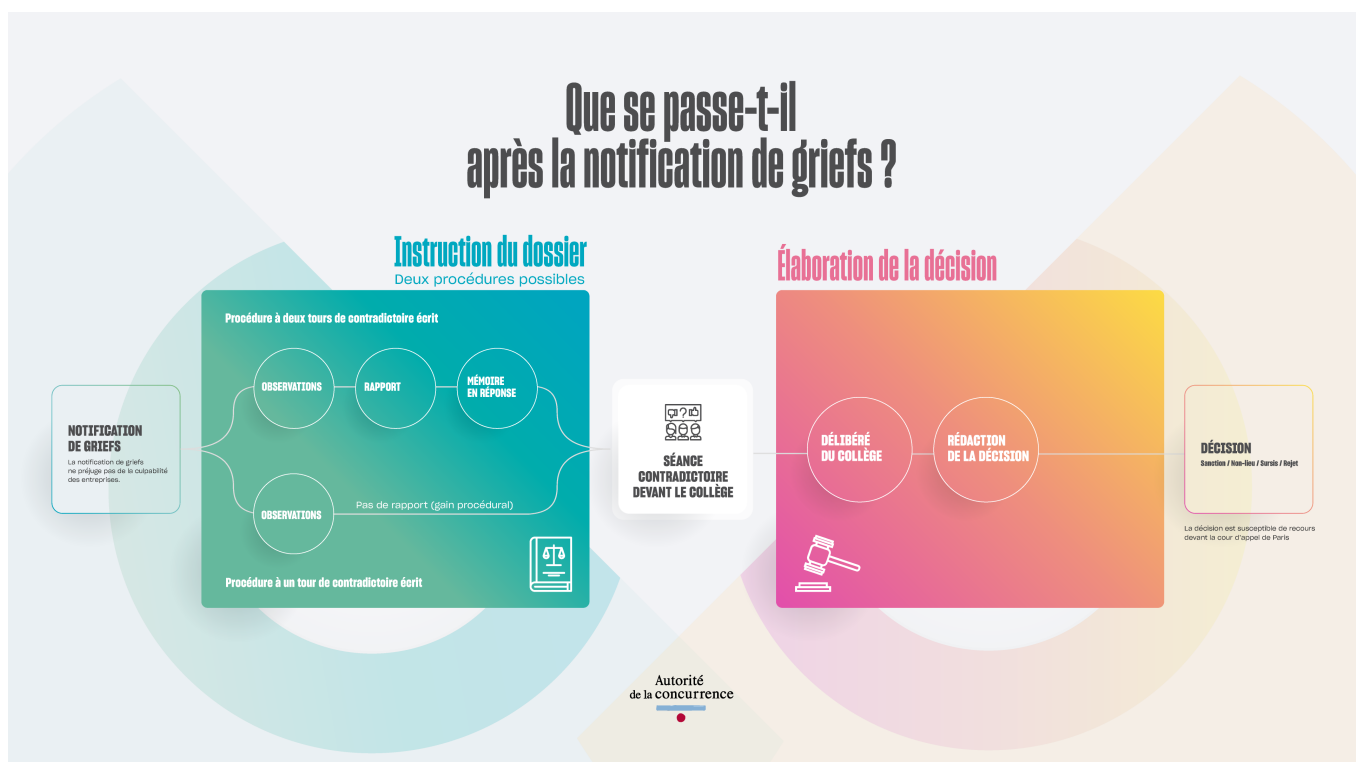 Que se passe-t-il
après la notification de griefs ?
Instruction du dossier
Deux procédures possibles
Procédure à deux tours de contradictoire écrit
OBSERVATIONS
RAPPORT
MÉMOIRE
EN RÉPONSE
NOTIFICATION
DE GRIEFS
La notification de griefs
ne préjuge pas de la culpabilité
des entreprises.
OBSERVATIONS
Pas de rapport (gain procédural)
Procédure à un tour de contradictoire écrit
SÉANCE
CONTRADICTOIRE
DEVANT LE COLLÈGE
Élaboration de la décision
DÉLIBÉRÉ
DU COLLÈGE
RÉDACTION
DE LA DÉCISION
DÉCISION
Sanction / Non-lieu / Sursis / Rejet
La décision est susceptible de recours
devant la cour d'appel de Paris
Autorité
de la concurrence